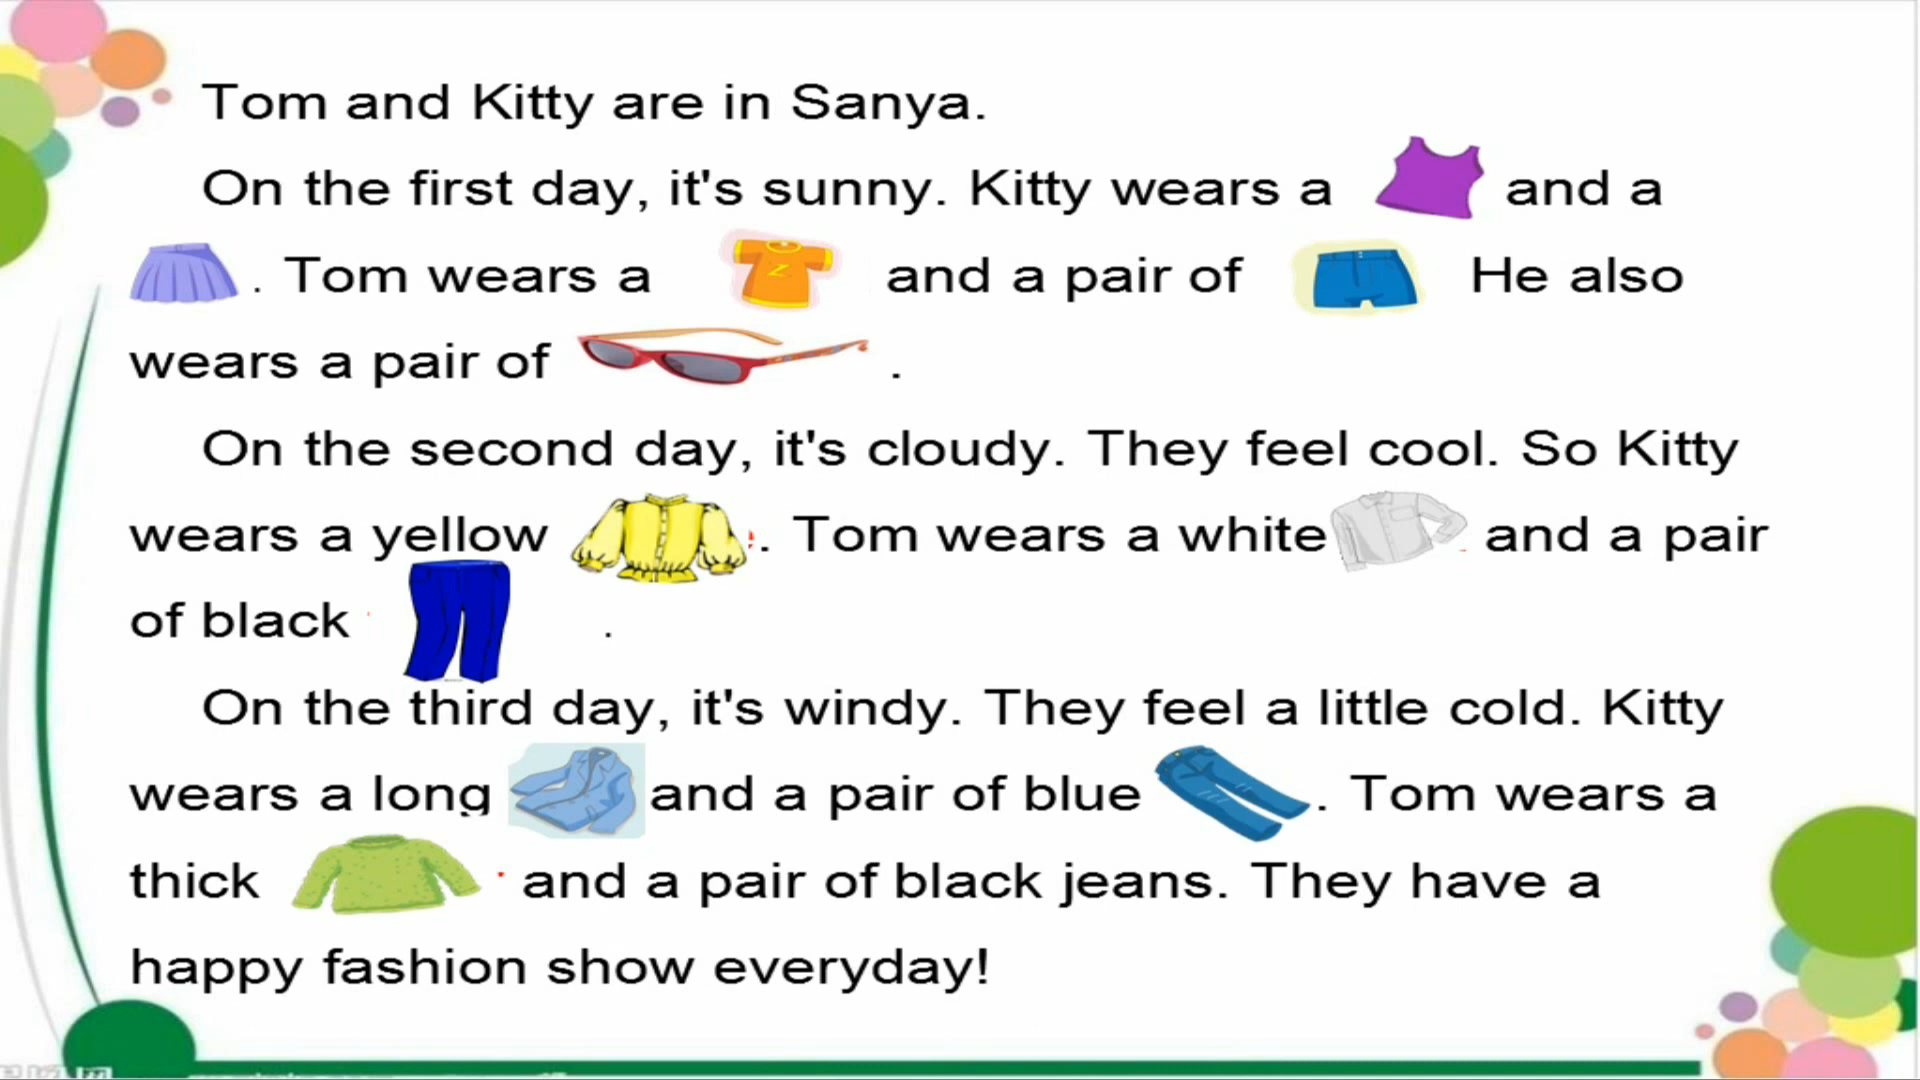 Tom and Kitty are in Sanya.
On the first day, it's sunny. Kitty wears a and a
. Tom wears a and a pair of He also
wears a pair of .
On the second day, it's cloudy. They feel cool. So Kitty
wears a yellow . Tom wears a white and a pair
of black .
On the third day, it's windy. They feel a little cold. Kitty
wears a long and a pair of blue . Tom wears a
thick and a pair of black jeans. They have a
happy fashion show everyday!